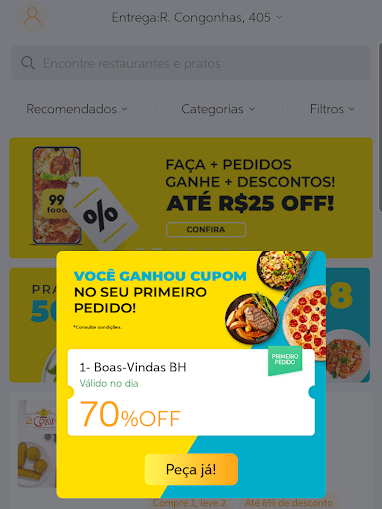 Entrega:R. Congonhas, 405
Encontre restaurantes e pratos
Recomendados
Categorias
Filtros
FAÇA + PEDIDOS
GANHE + DESCONTOS!
ATÉ R$25 OFF!
CONFIRA
99
food
%
PRA
50
8
VOCÊ GANHOU CUPOM
NO SEU PRIMEIRO
PEDIDO!
*Consulte condições.
PRIMEIRO
PEDIDO
1- Boas-Vindas BH
Válido no dia
70%OFF
Peça já!
Compre 1, leve 2
Até 6% de desconto